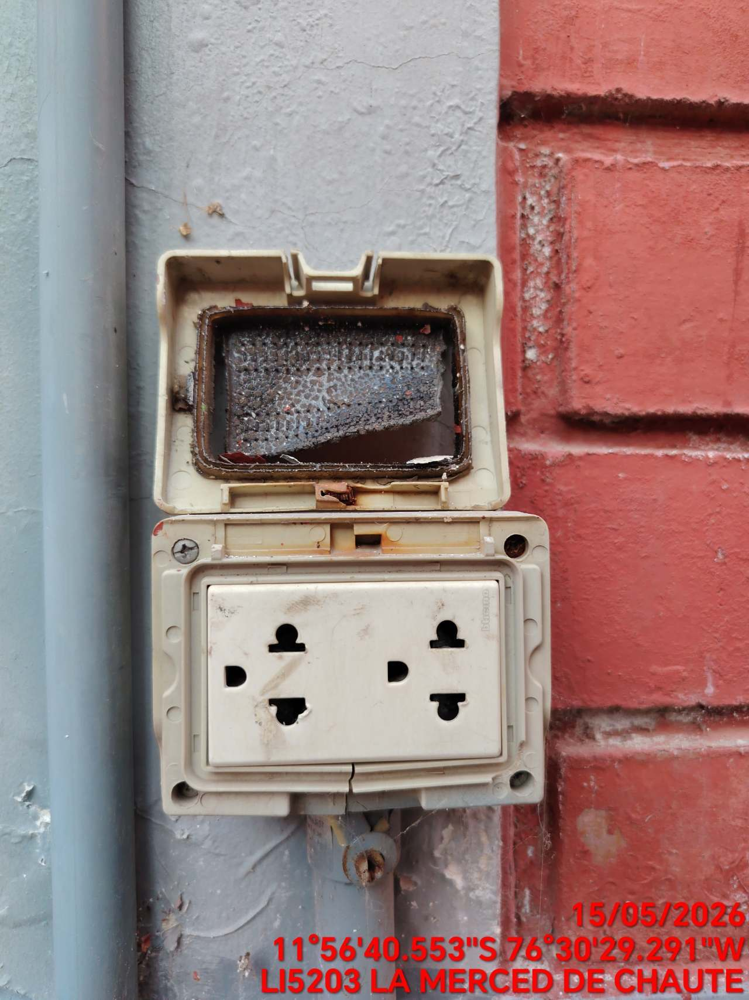 bticino
15/05/2026
11°56'40.553"S 76°30'29.291"W
LI5203 LA MERCED DE CHAUTE